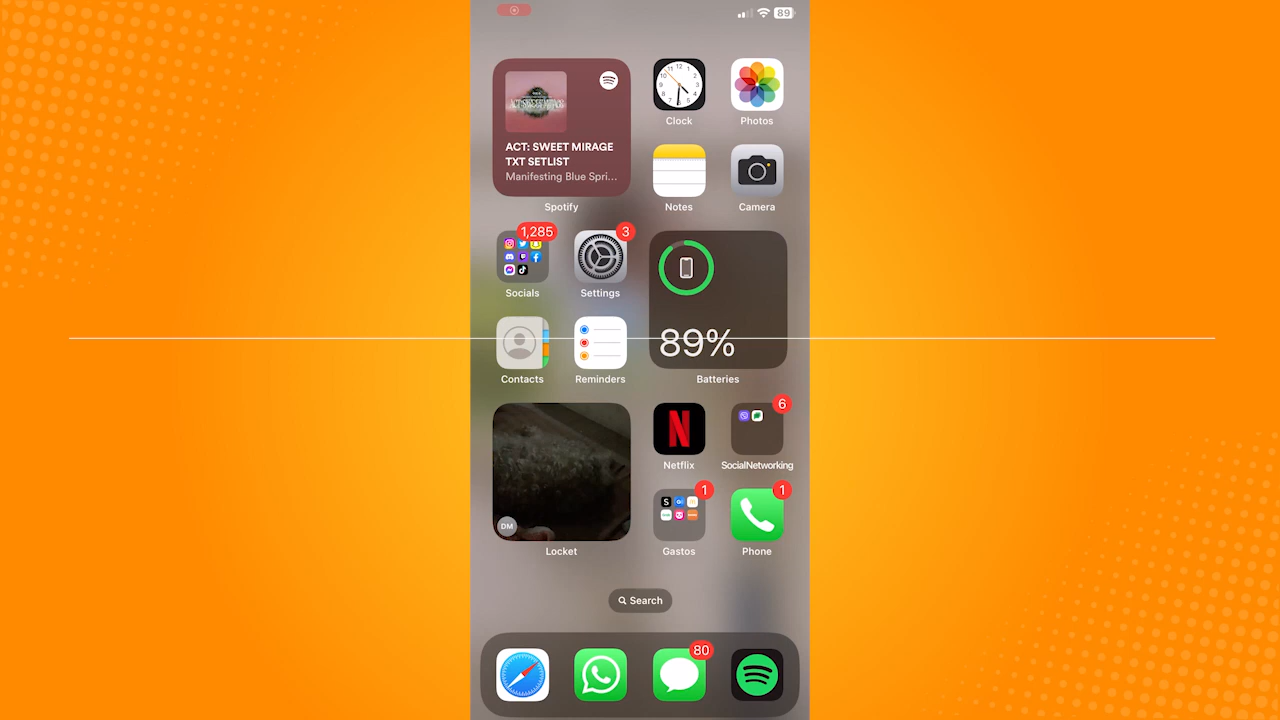 89
ACT: SWEET MIRAGE
TXT SETLIST
Manifesting Blue Spri...
Spotify
Clock
Photos
Notes
Camera
1,285
Socials
3
Settings
89%
Batteries
Contacts
Reminders
DM
Locket
Netflix
6
SocialNetworking
1
Gastos
1
Phone
Search
80